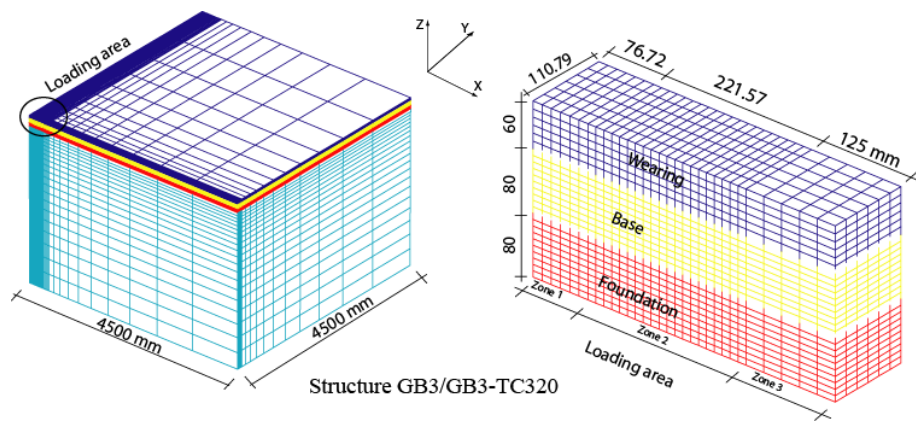 Loading area
Z
Y
X
4500 mm
4500 mm
110.79
76.72
221.57
125 mm
60
80
80
Wearing
Base
Foundation
Zone 1
Zone 2
Zone 3
Loading area
Structure GB3/GB3-TC320